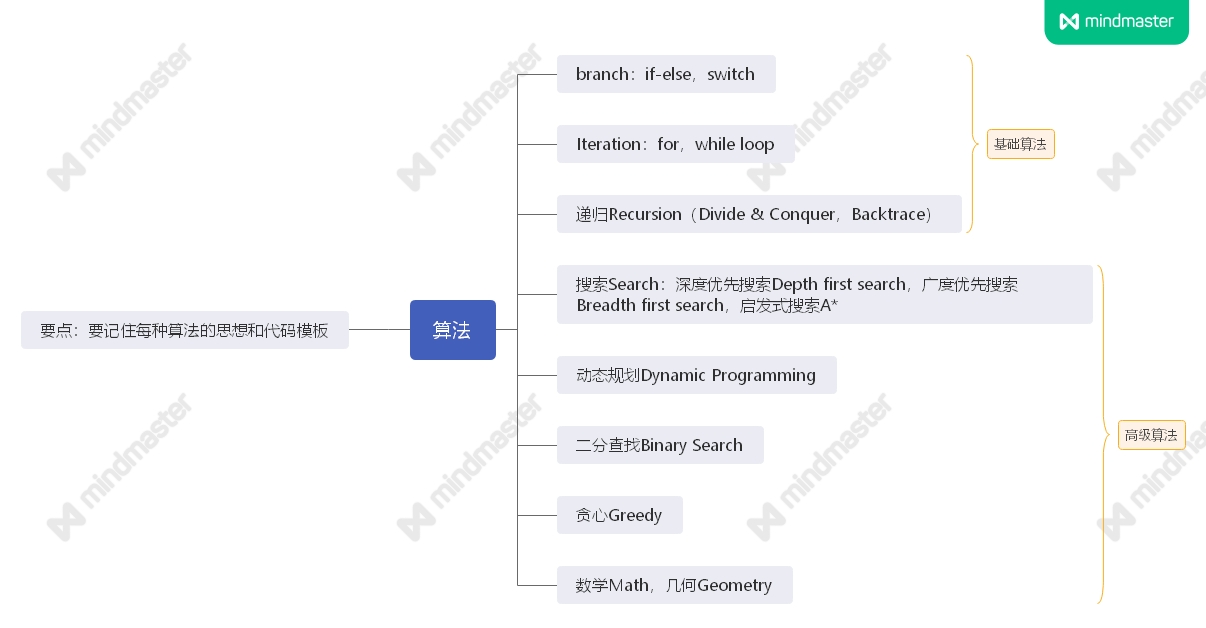 mindmaster
branch：if-else，switch
Iteration：for，while loop
基础算法
递归Recursion（Divide & Conquer，Backtrace）
搜索Search：深度优先搜索Depth first search，广度优先搜索
Breadth first search，启发式搜索A*
要点：要记住每种算法的思想和代码模板
算法
动态规划Dynamic Programming
高级算法
二分查找Binary Search
贪心Greedy
数学Math，几何Geometry
mindmaster
mindmaster
mindmaster
mindmaster
mindmaster
mindmaster
mindmaster
mindmaster